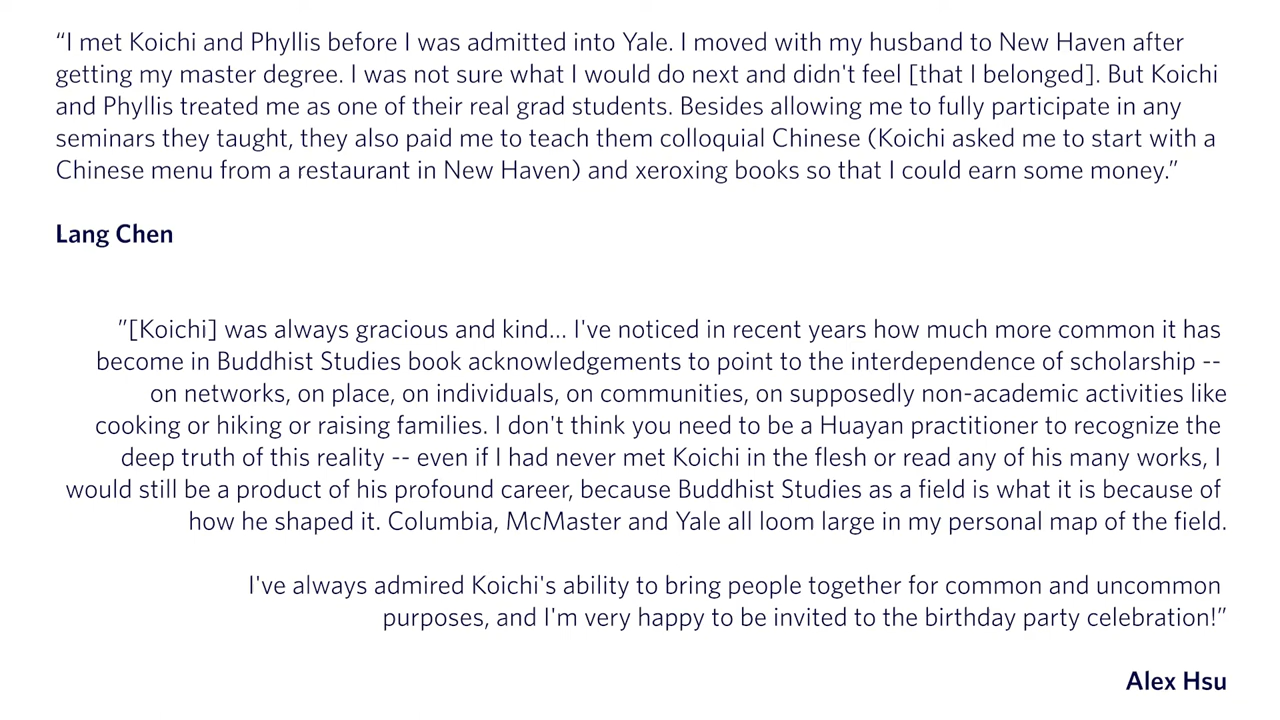 “I met Koichi and Phyllis before I was admitted into Yale. I moved with my husband to New Haven after
getting my master degree. I was not sure what I would do next and didn't feel [that I belonged]. But Koichi
and Phyllis treated me as one of their real grad students. Besides allowing me to fully participate in any
seminars they taught, they also paid me to teach them colloquial Chinese (Koichi asked me to start with a
Chinese menu from a restaurant in New Haven) and xeroxing books so that I could earn some money.”
Lang Chen
”[Koichi] was always gracious and kind... I've noticed in recent years how much more common it has
become in Buddhist Studies book acknowledgements to point to the interdependence of scholarship --
on networks, on place, on individuals, on communities, on supposedly non-academic activities like
cooking or hiking or raising families. I don't think you need to be a Huayan practitioner to recognize the
deep truth of this reality -- even if I had never met Koichi in the flesh or read any of his many works, I
would still be a product of his profound career, because Buddhist Studies as a field is what it is because of
how he shaped it. Columbia, McMaster and Yale all loom large in my personal map of the field.
I've always admired Koichi's ability to bring people together for common and uncommon
purposes, and I'm very happy to be invited to the birthday party celebration!”
Alex Hsu